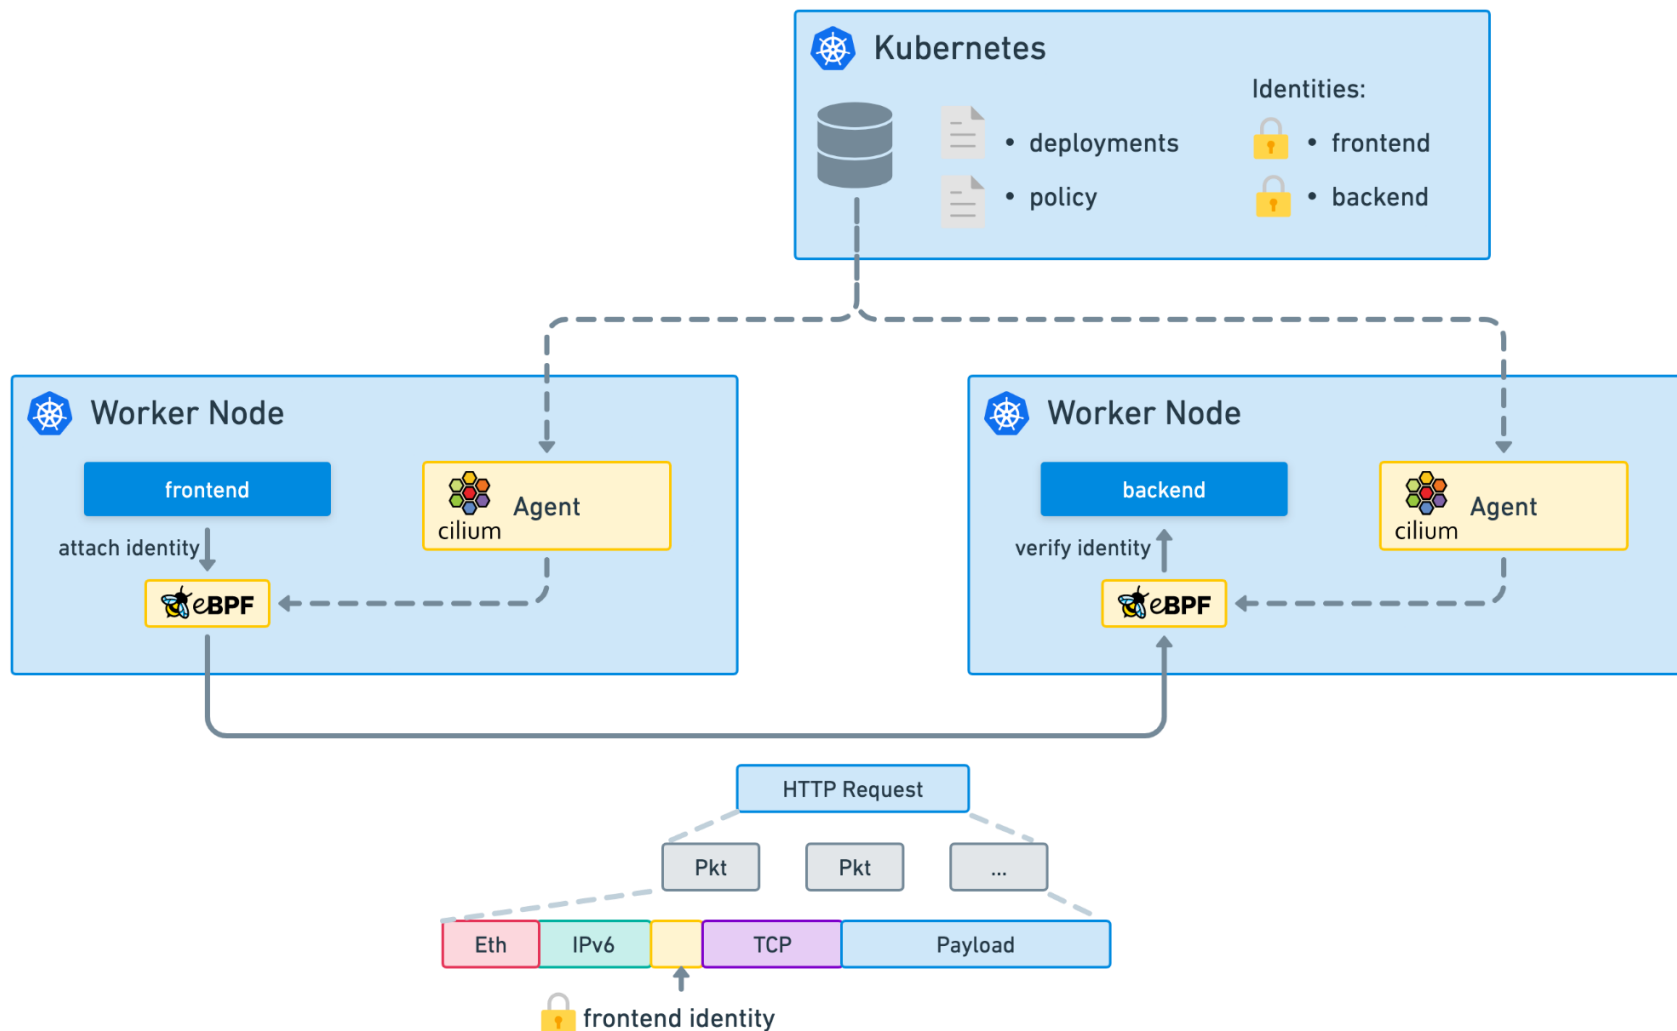 Kubernetes
Identities:
• deployments
• frontend
• policy
• backend
Worker Node
frontend
cilium
Agent
attach identity
eBPF
Worker Node
backend
cilium
Agent
verify identity
eBPF
HTTP Request
Pkt
Pkt
...
Eth
IPv6
TCP
Payload
frontend identity